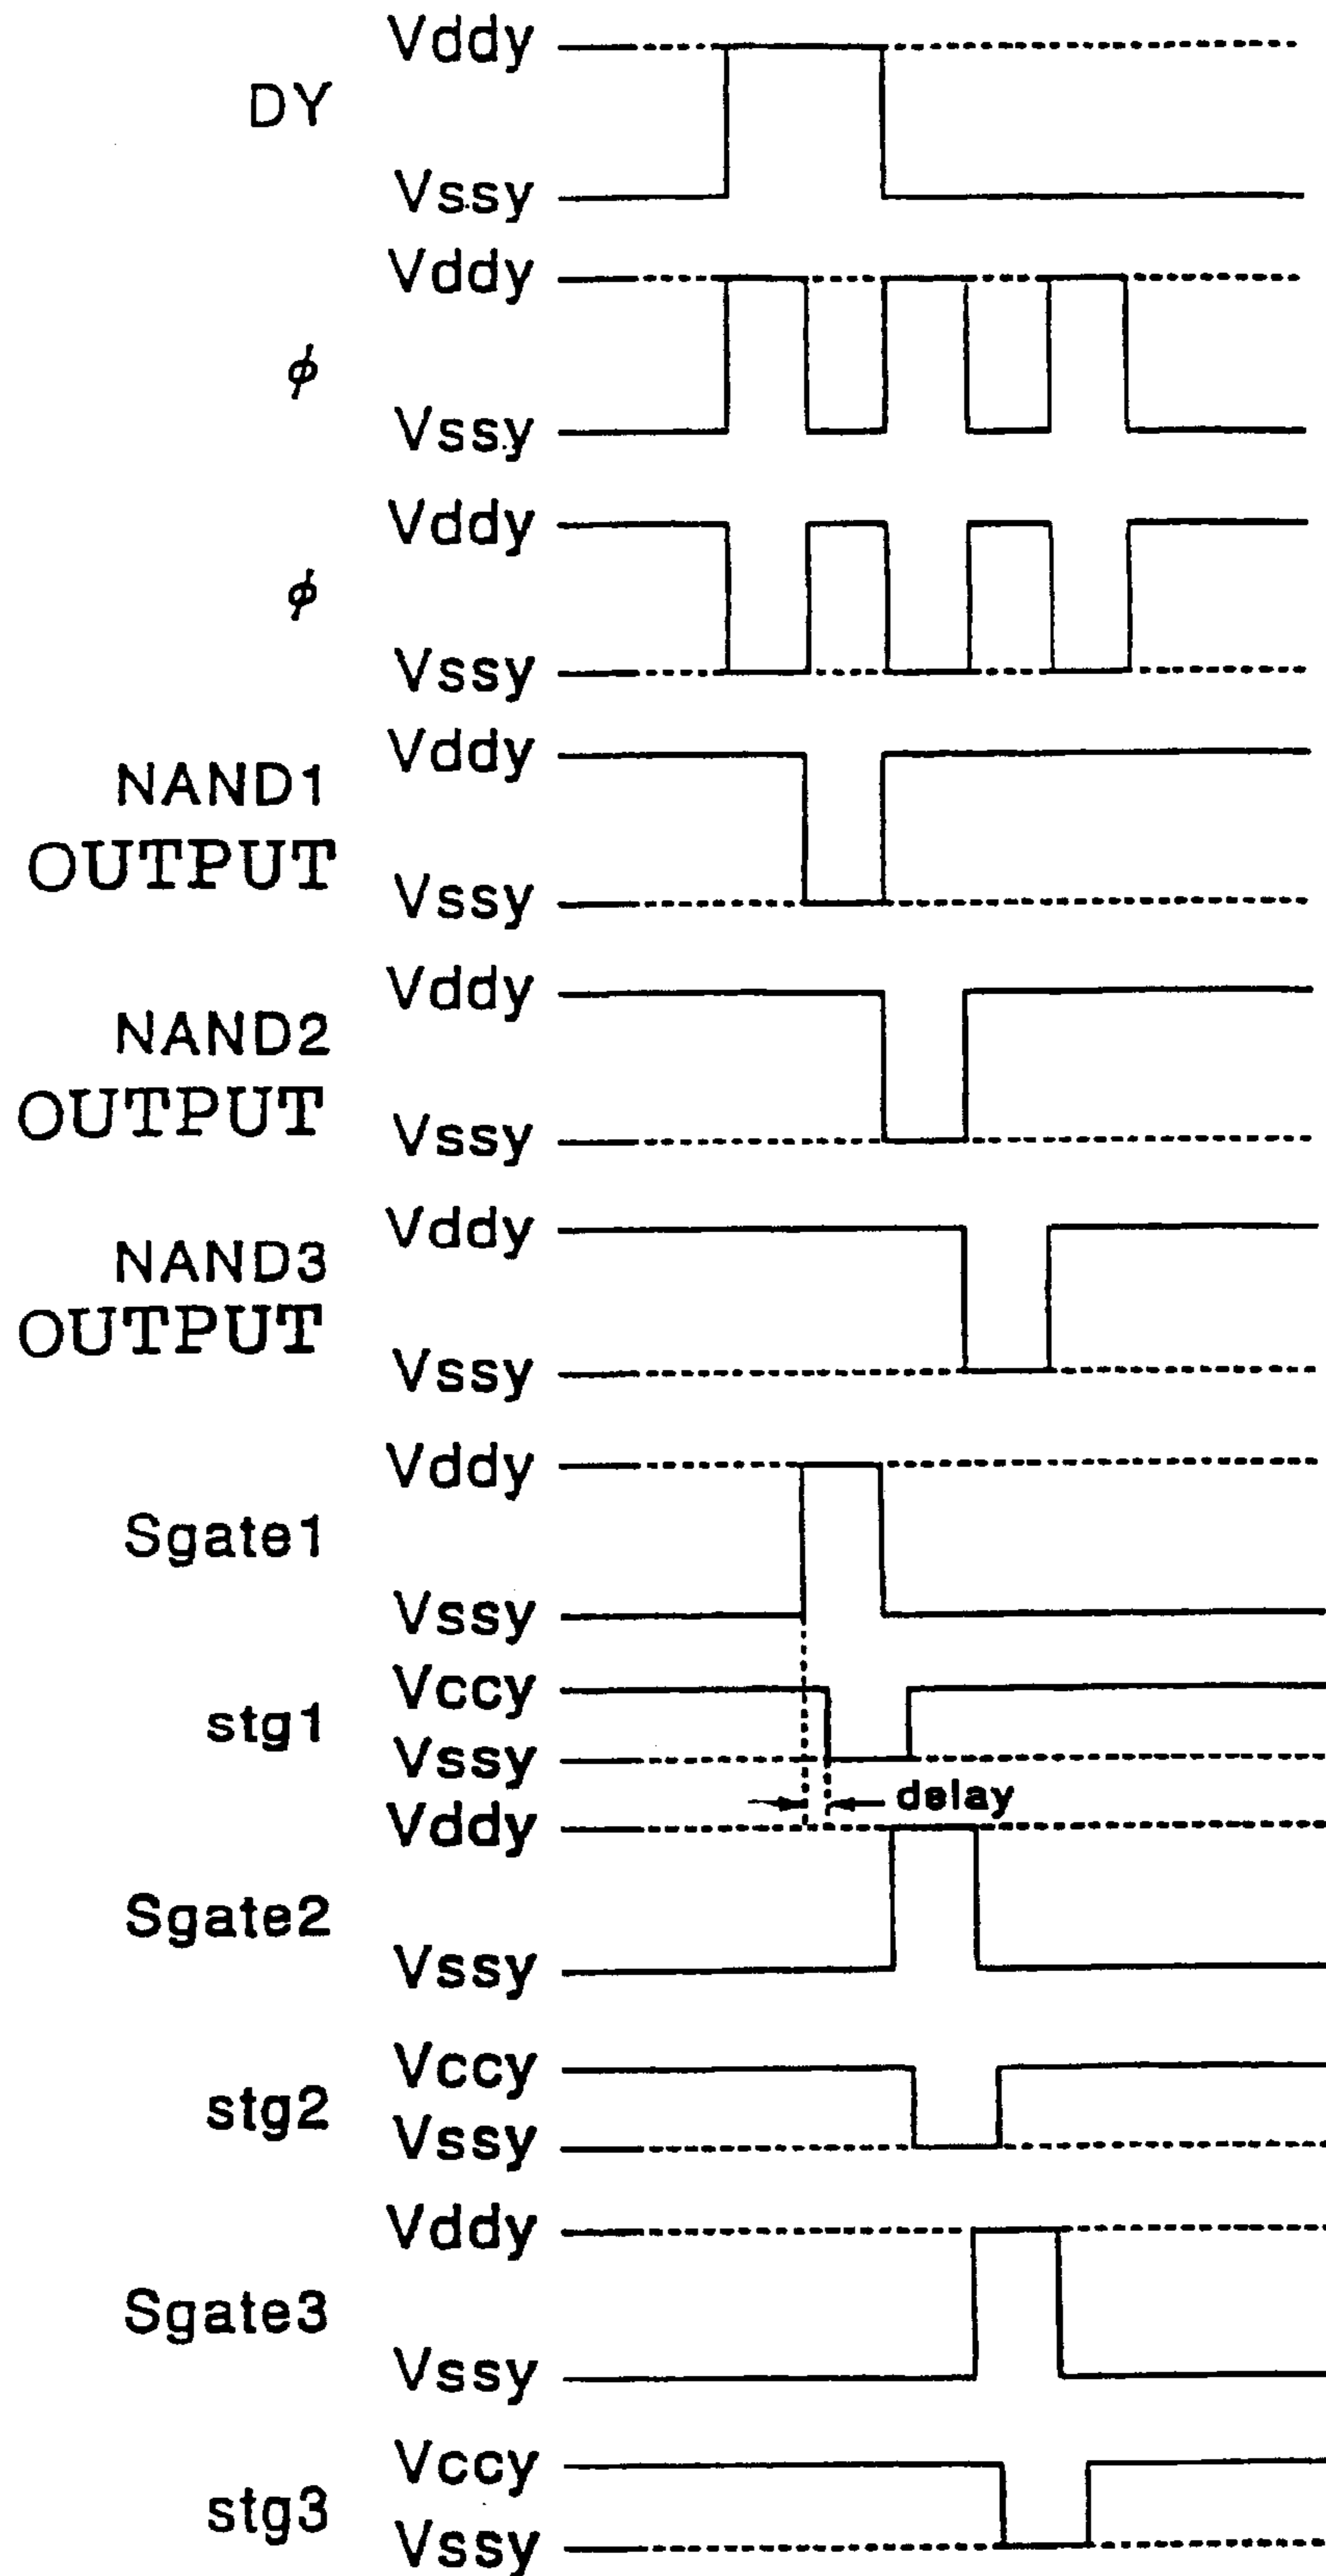 Vddy
DY
Vssy
Vddy
ϕ
Vssy
Vddy
ϕ
Vssy
Vddy
NAND1
OUTPUT
Vssy
Vddy
NAND2
OUTPUT
Vssy
Vddy
NAND3
OUTPUT
Vssy
Vddy
Sgate1
Vssy
Vccy
stg1
Vssy
delay
Vddy
Sgate2
Vssy
Vccy
stg2
Vssy
Vddy
Sgate3
Vssy
Vccy
stg3
Vssy